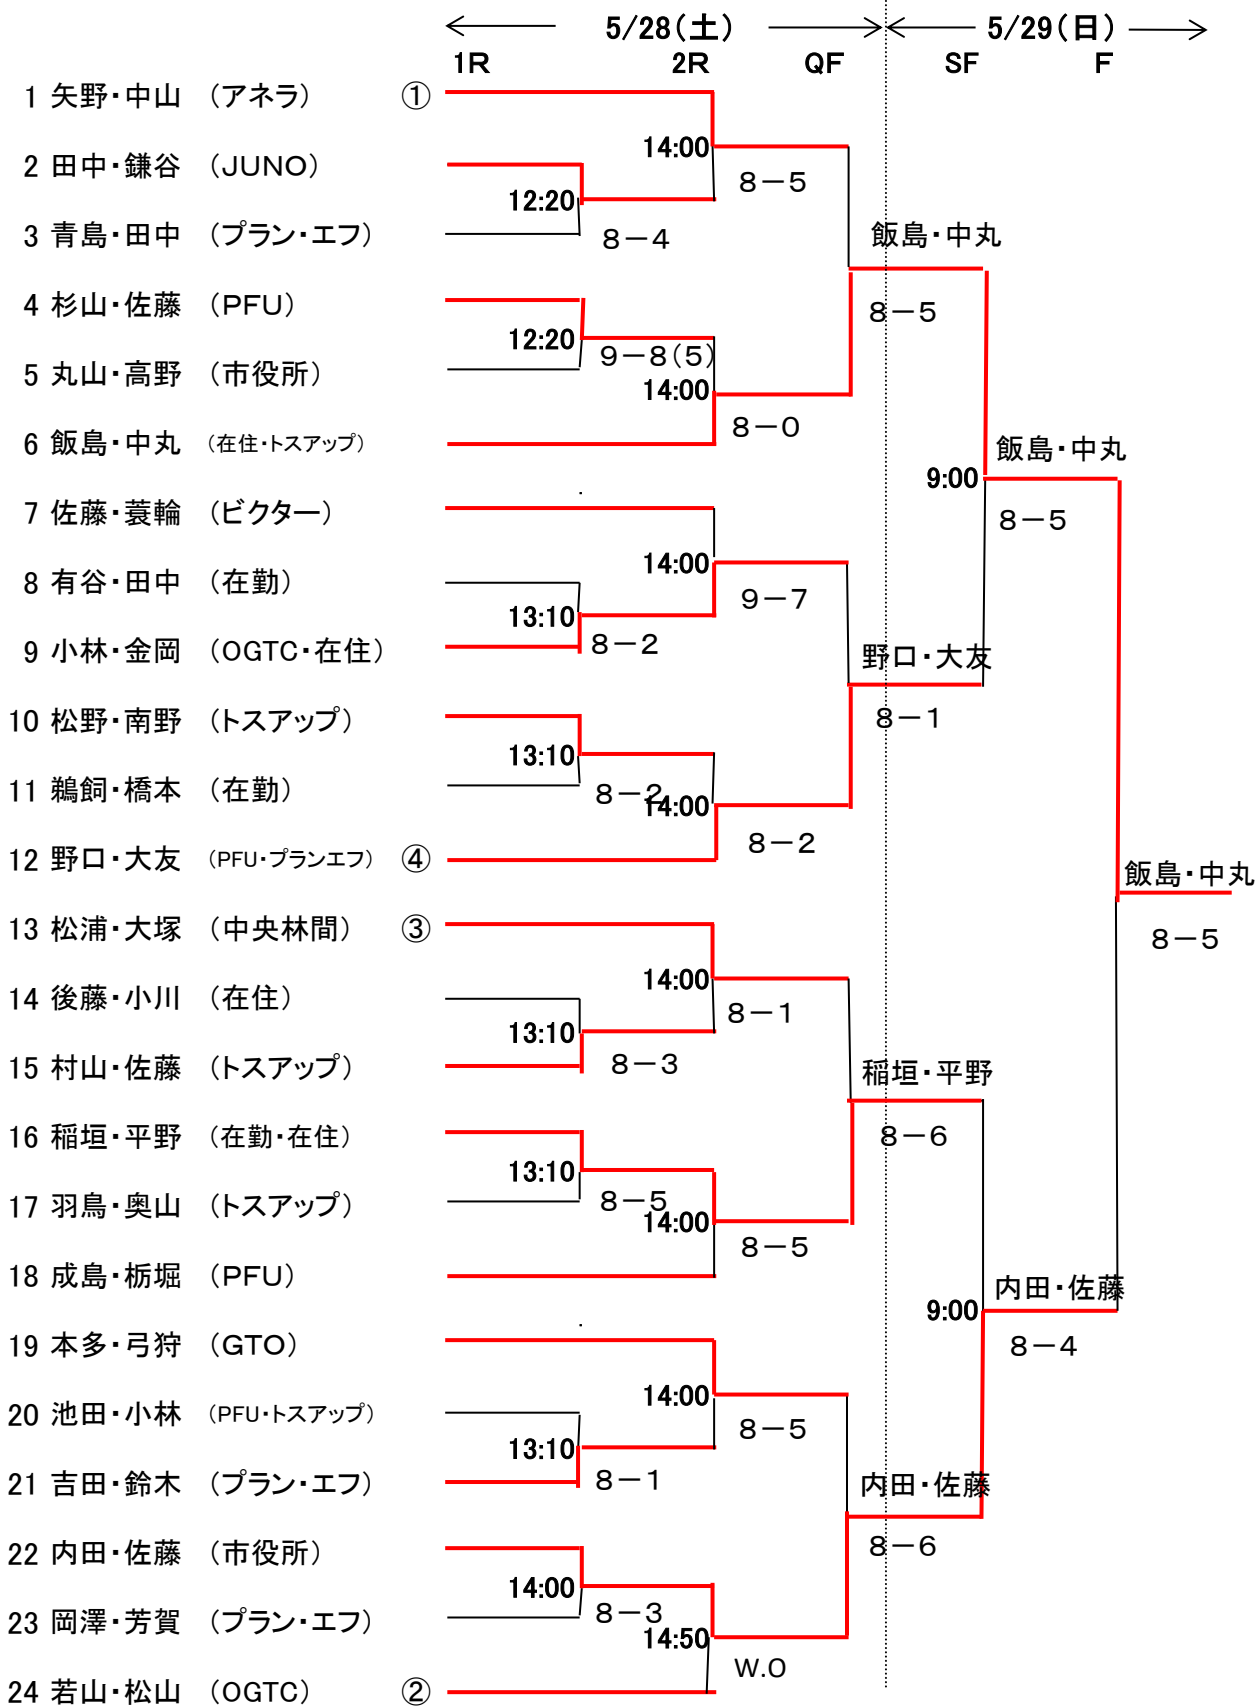 5/28(土) 5/29(日)
1R 2R QF SF F
1 矢野・中山 (アネラ) ①
14:00
2 田中・鎌谷 (JUNO)
8－5
12:20
3 青島・田中 (プラン・エフ)
8－4
飯島・中丸
4 杉山・佐藤 (PFU)
8－5
12:20
9－8(5)
5 丸山・高野 (市役所)
14:00
8－0
6 飯島・中丸 (在住・トスアップ)
飯島・中丸
9:00
7 佐藤・蓑輪 (ビクター)
8－5
14:00
8 有谷・田中 (在勤)
9－7
13:10
9 小林・金岡 (OGTC・在住)
8－2
野口・大友
10 松野・南野 (トスアップ)
8－1
13:10
11 鵜飼・橋本 (在勤)
8－2
14:00
8－2
12 野口・大友 (PFU・プランエフ) ④
飯島・中丸
13 松浦・大塚 (中央林間) ③
8－5
14:00
14 後藤・小川 (在住)
8－1
13:10
15 村山・佐藤 (トスアップ)
8－3
稲垣・平野
16 稲垣・平野 (在勤・在住)
8－6
13:10
17 羽鳥・奥山 (トスアップ)
8－5
14:00
8－5
18 成島・栃堀 (PFU)
内田・佐藤
9:00
19 本多・弓狩 (GTO)
8－4
14:00
20 池田・小林 (PFU・トスアップ)
8－5
13:10
21 吉田・鈴木 (プラン・エフ)
8－1
内田・佐藤
22 内田・佐藤 (市役所)
8－6
14:00
23 岡澤・芳賀 (プラン・エフ)
8－3
14:50
W.O
24 若山・松山 (OGTC) ②